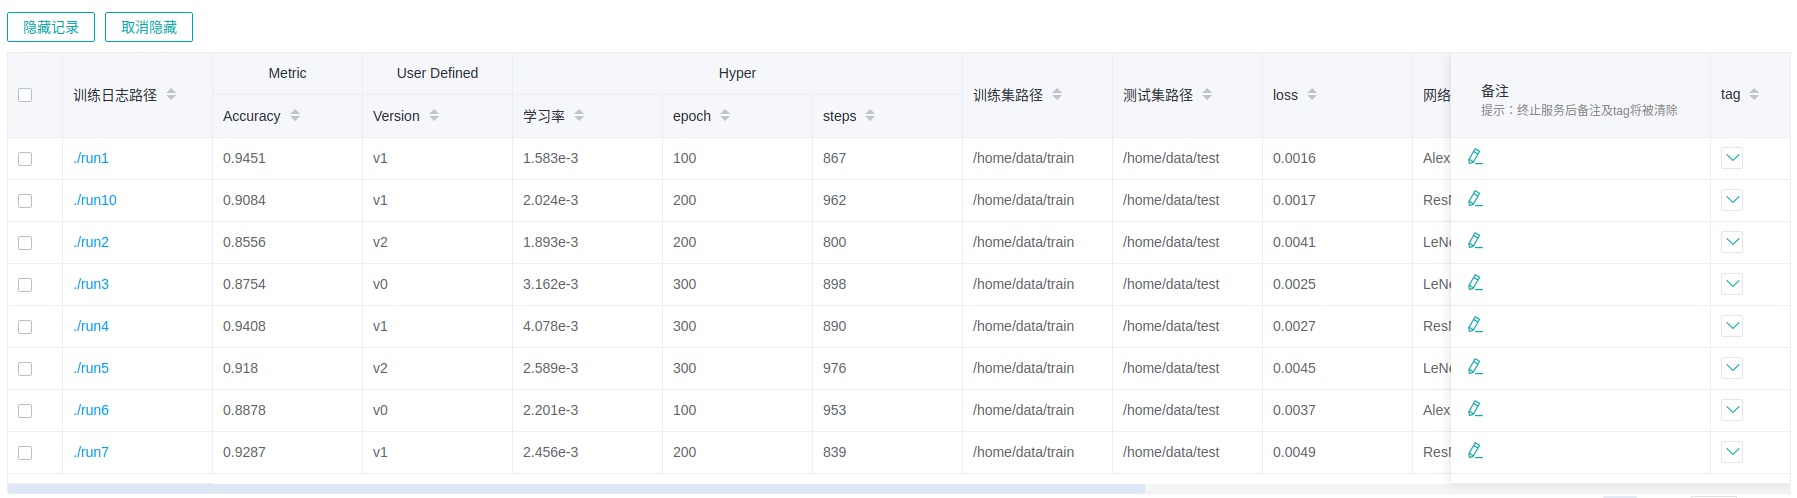 隐藏记录 取消隐藏
Metric User Defined Hyper
训练日志路径 训练集路径 测试集路径 loss 网络 备注 tag
提示：终止服务后备注及tag将被清除
Accuracy Version 学习率 epoch steps
./run1 0.9451 v1 1.583e-3 100 867 /home/data/train /home/data/test 0.0016 Alex
./run10 0.9084 v1 2.024e-3 200 962 /home/data/train /home/data/test 0.0017 Res
./run2 0.8556 v2 1.893e-3 200 800 /home/data/train /home/data/test 0.0041 LeNe
./run3 0.8754 v0 3.162e-3 300 898 /home/data/train /home/data/test 0.0025 LeNe
./run4 0.9408 v1 4.078e-3 300 890 /home/data/train /home/data/test 0.0027 Res
./run5 0.918 v2 2.589e-3 300 976 /home/data/train /home/data/test 0.0045 LeNe
./run6 0.8878 v0 2.201e-3 100 953 /home/data/train /home/data/test 0.0037 Alex
./run7 0.9287 v1 2.456e-3 200 839 /home/data/train /home/data/test 0.0049 Res